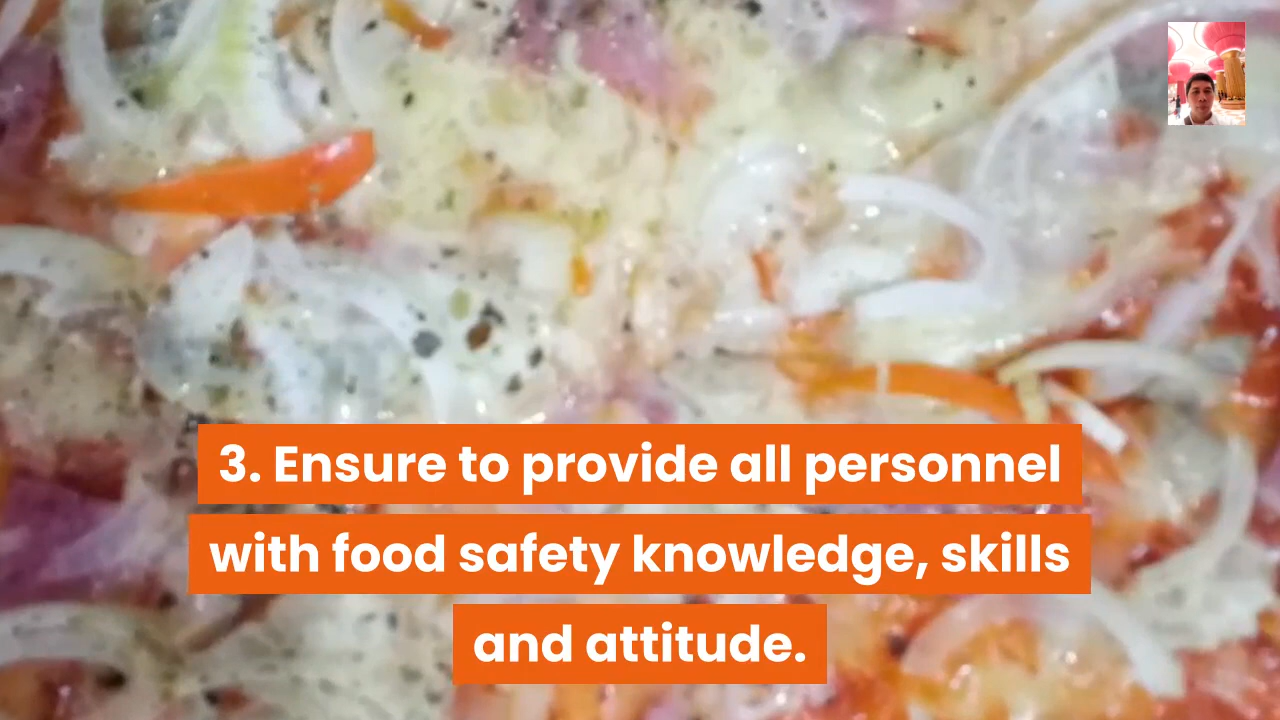 3. Ensure to provide all personnel
with food safety knowledge, skills
and attitude.